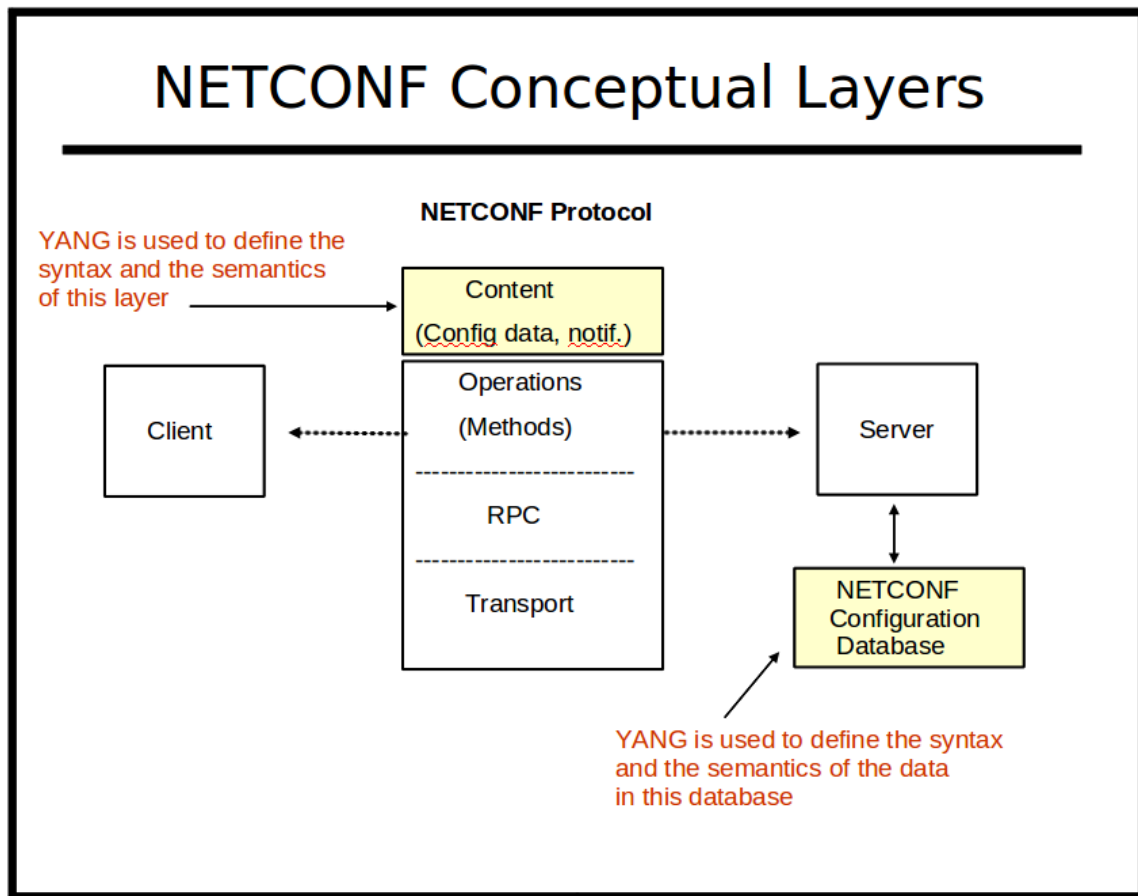 NETCONF Conceptual Layers
NETCONF Protocol
YANG is used to define the
syntax and the semantics
of this layer
Content
(Config data, notif.)
Operations
(Methods)
--------------------------
RPC
--------------------------
Transport
Client
Server
NETCONF
Configuration
Database
YANG is used to define the syntax
and the semantics of the data
in this database